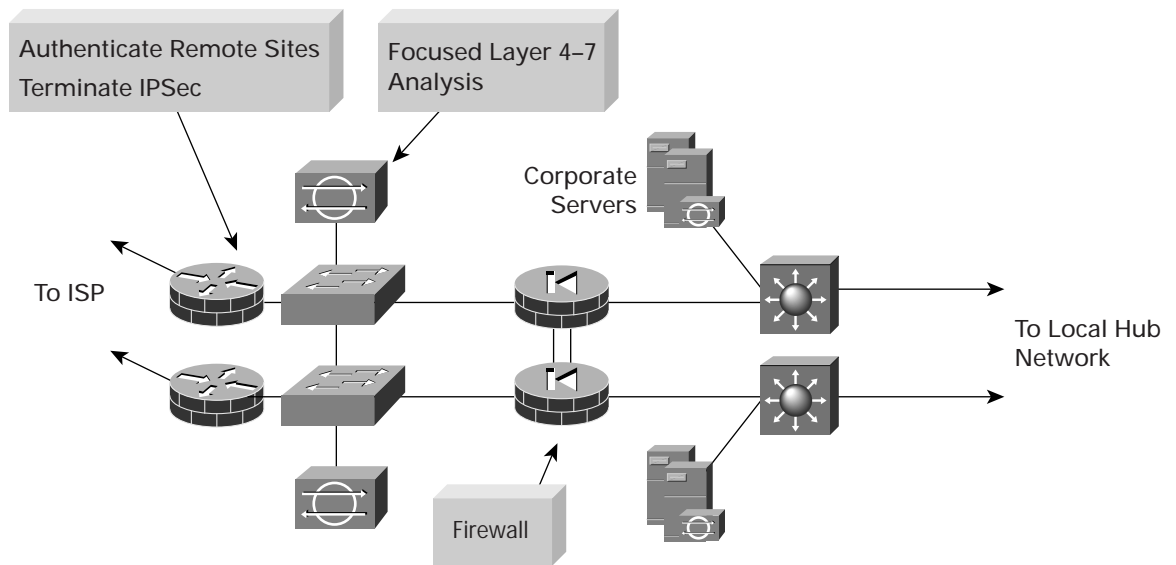 Authenticate Remote Sites
Terminate IPSec
Focused Layer 4–7
Analysis
Corporate
Servers
To ISP
To Local Hub
Network
Firewall